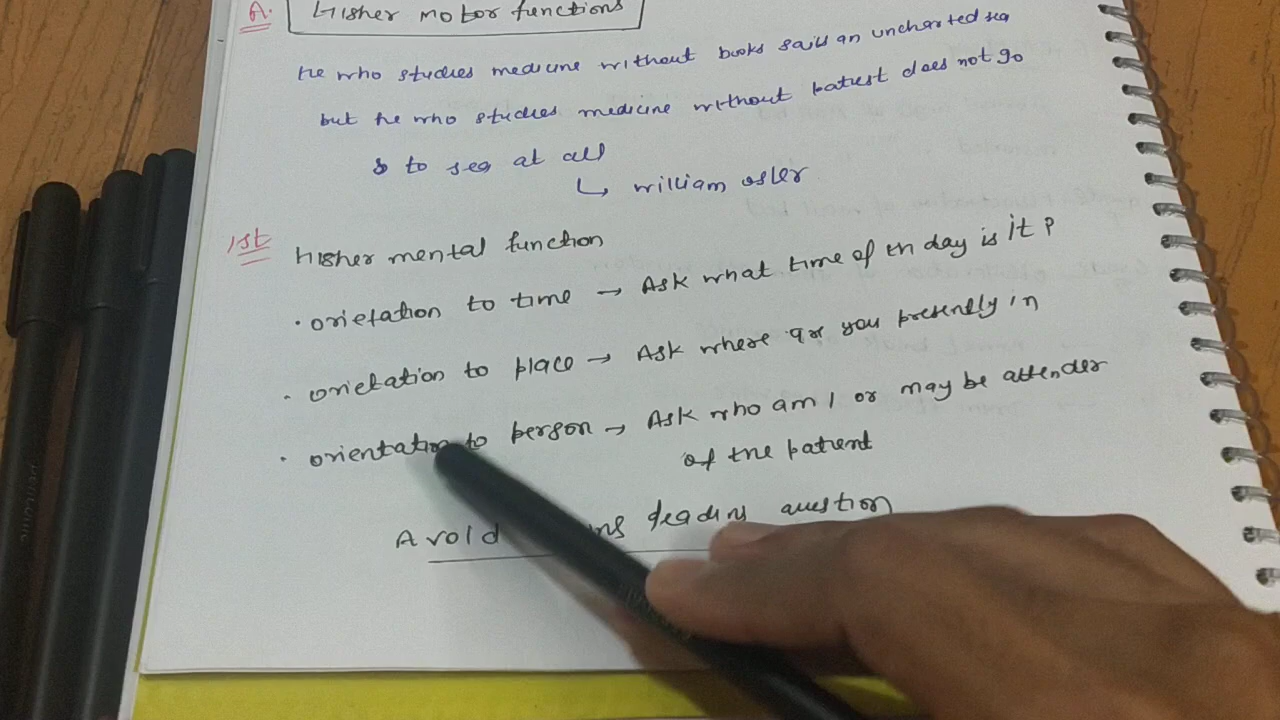 A. Higher motor functions
He who studies medicine without books sails an uncharted sea
but he who studies medicine without patient does not go
to sea at all
↳ william osler
1st Higher mental function
• orietation to time → Ask what time of th day is it?
• orietation to place → Ask where are you presently in
• orientation to person → Ask who am I or may be attender
of the patient
Avoid leading question
pentonic